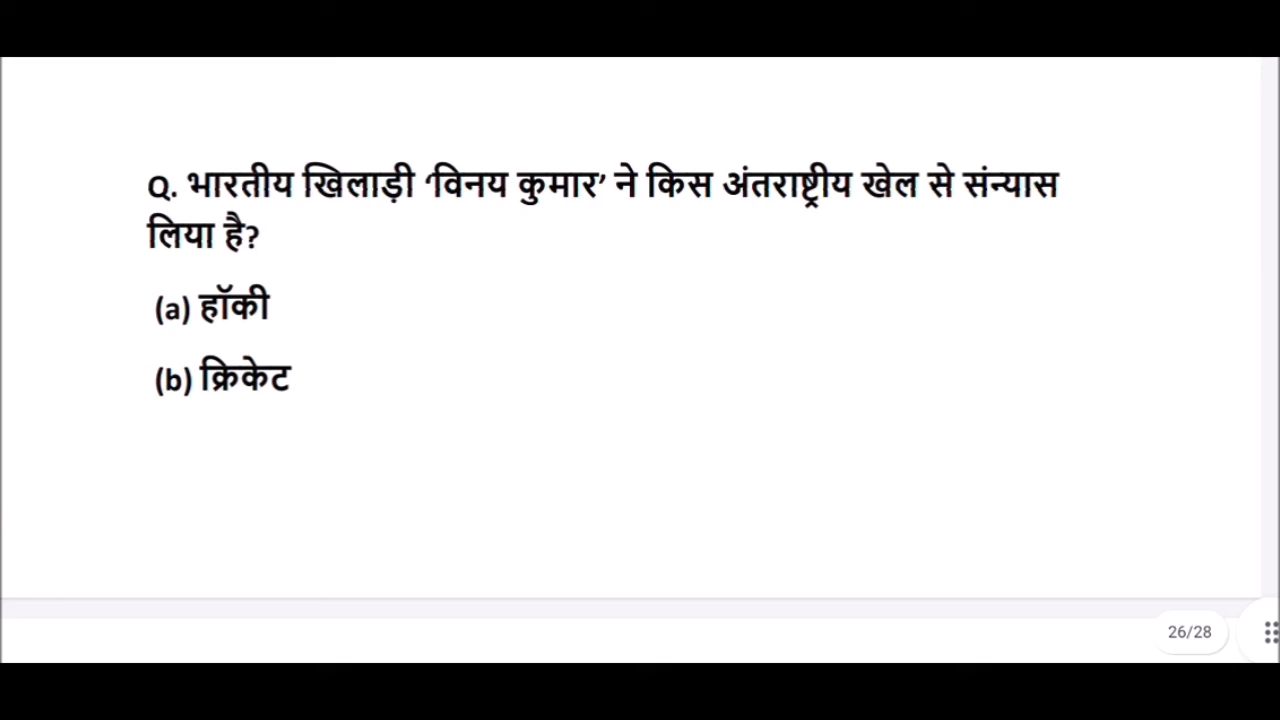 Q. भारतीय खिलाड़ी ‘विनय कुमार’ ने किस अंतराष्ट्रीय खेल से संन्यास
लिया है?
(a) हॉकी
(b) क्रिकेट
26/28